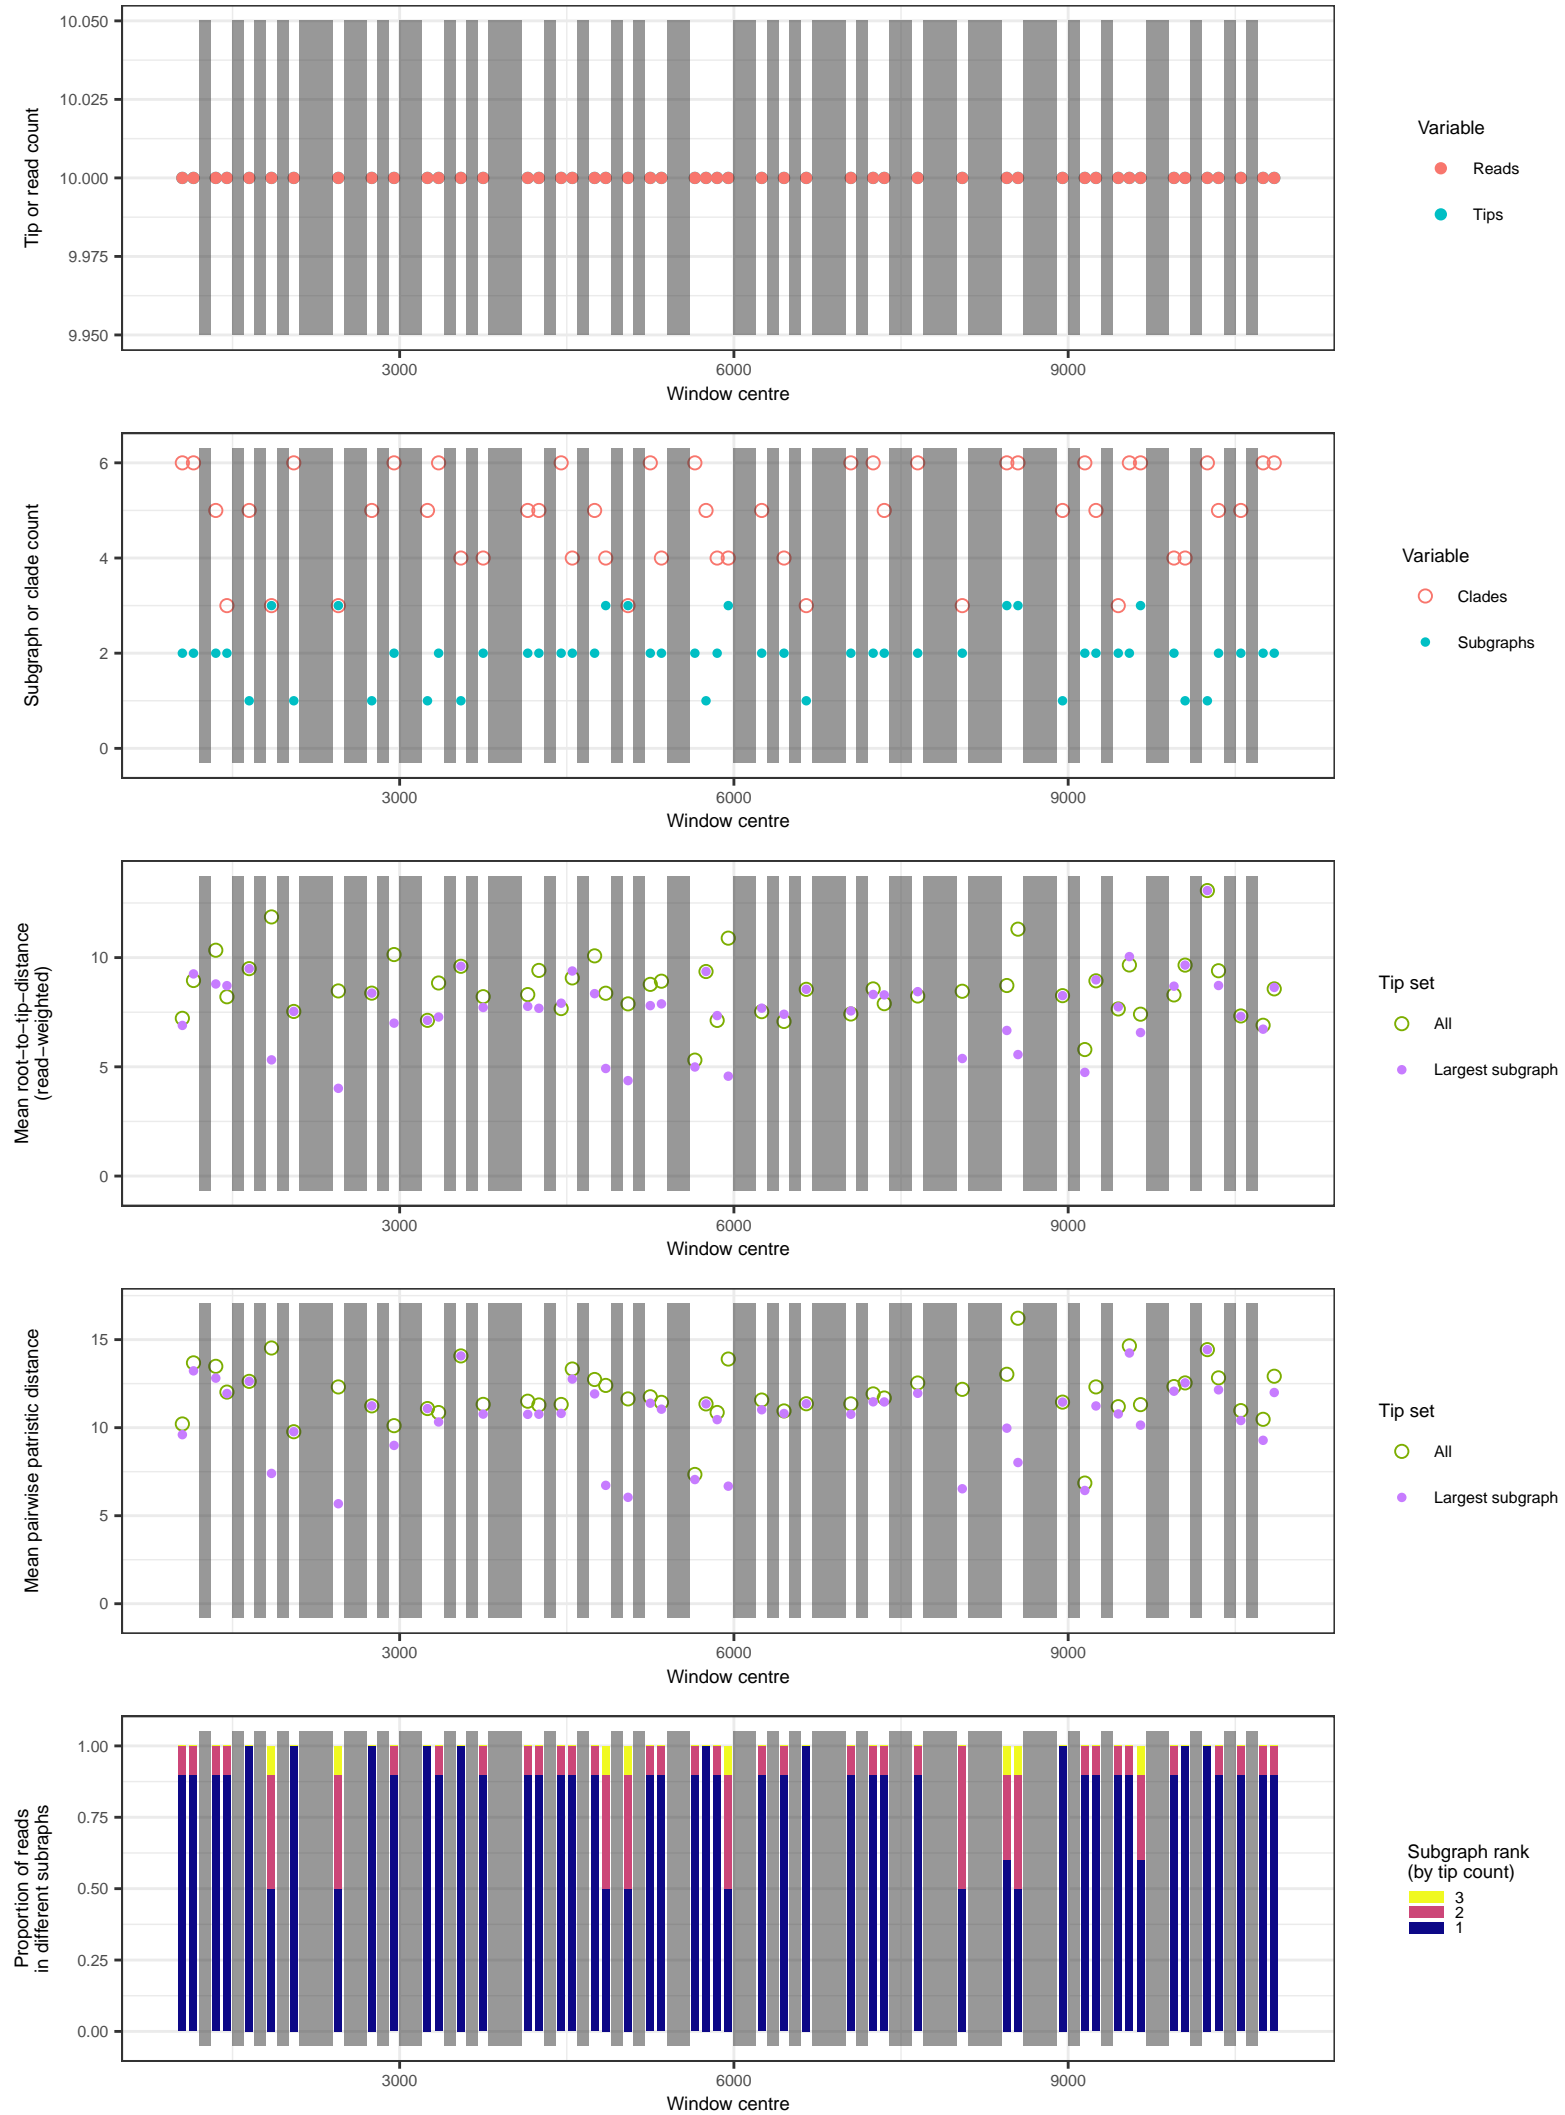 10.050
10.025
10.000
9.975
9.950
Tip or read count
3000
6000
9000
Window centre
Variable
Reads
Tips
6
4
2
0
Subgraph or clade count
3000
6000
9000
Window centre
Variable
Clades
Subgraphs
10
5
0
Mean root−to−tip−distance
(read−weighted)
3000
6000
9000
Window centre
Tip set
All
Largest subgraph
15
10
5
0
Mean pairwise patristic distance
3000
6000
9000
Window centre
Tip set
All
Largest subgraph
1.00
0.75
0.50
0.25
0.00
Proportion of reads
in different subraphs
3000
6000
9000
Window centre
Subgraph rank
(by tip count)
3
2
1